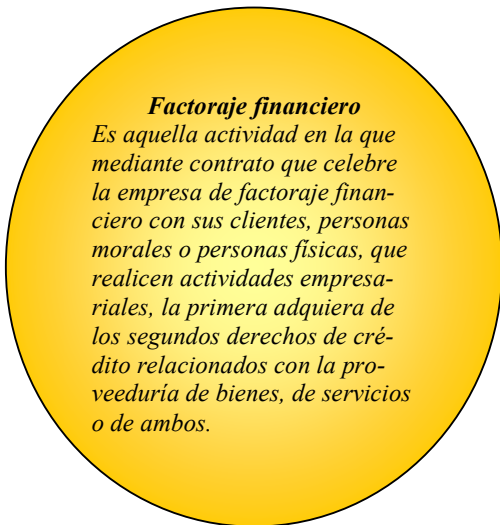 Factoraje financiero
Es aquella actividad en la que
mediante contrato que celebre
la empresa de factoraje finan-
ciero con sus clientes, personas
morales o personas físicas, que
realicen actividades empresa-
riales, la primera adquiera de
los segundos derechos de cré-
dito relacionados con la pro-
veeduría de bienes, de servicios
o de ambos.